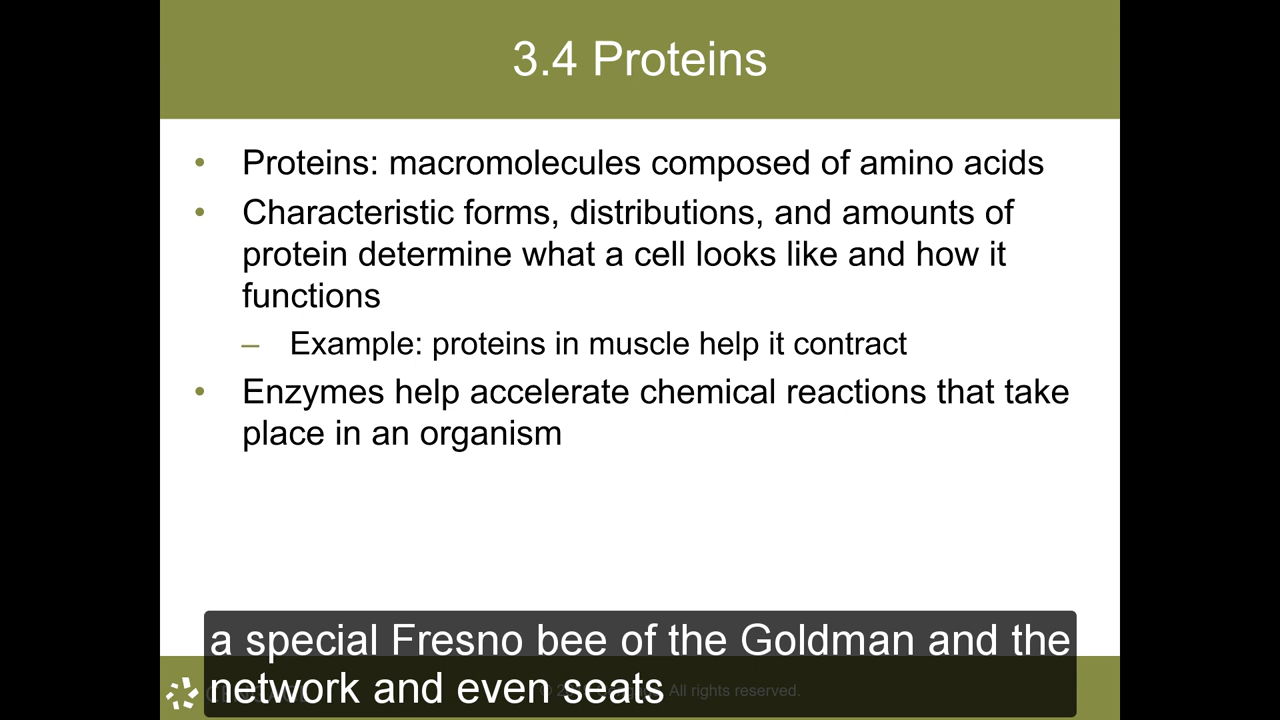 3.4 Proteins
• Proteins: macromolecules composed of amino acids
• Characteristic forms, distributions, and amounts of
protein determine what a cell looks like and how it
functions
– Example: proteins in muscle help it contract
• Enzymes help accelerate chemical reactions that take
place in an organism
a special Fresno bee of the Goldman and the
network and even seats
All rights reserved.